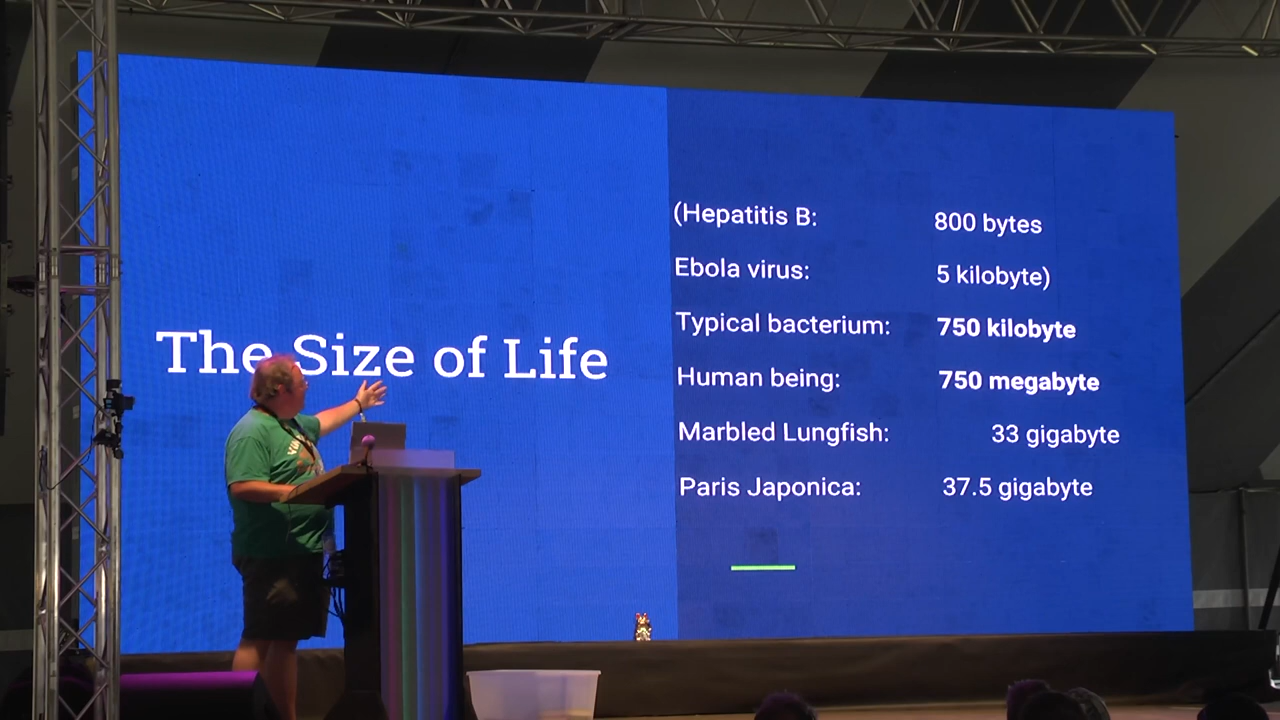 The Size of Life
(Hepatitis B: 800 bytes
Ebola virus: 5 kilobyte)
Typical bacterium: 750 kilobyte
Human being: 750 megabyte
Marbled Lungfish: 33 gigabyte
Paris Japonica: 37.5 gigabyte